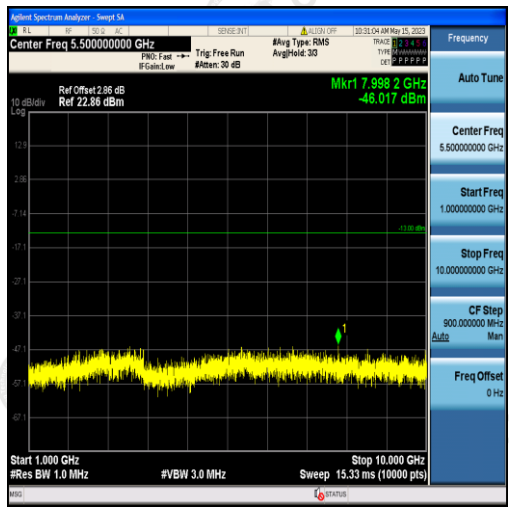 Agilent Spectrum Analyzer - Swept SA
RL RF 50 Ω AC SENSE:INT ALIGN OFF 10:31:04 AM May 15, 2023
Center Freq 5.500000000 GHz
PNO: Fast Trig: Free Run #Avg Type: RMS TRACE 1 2 3 4 5 6
IFGain:Low #Atten: 30 dB Avg|Hold: 3/3 TYPE
DET P P P P P P
Mkr1 7.998 2 GHz
-46.017 dBm
Ref Offset 2.86 dB
10 dB/div Ref 22.86 dBm
Log
12.9
2.86
-7.14
-13.00 dBm
-17.1
-27.1
-37.1
-47.1
-57.1
-67.1
1
Start 1.000 GHz Stop 10.000 GHz
#Res BW 1.0 MHz #VBW 3.0 MHz Sweep 15.33 ms (10000 pts)
MSG STATUS
Frequency
Auto Tune
Center Freq
5.500000000 GHz
Start Freq
1.000000000 GHz
Stop Freq
10.000000000 GHz
CF Step
900.000000 MHz
Auto Man
Freq Offset
0 Hz